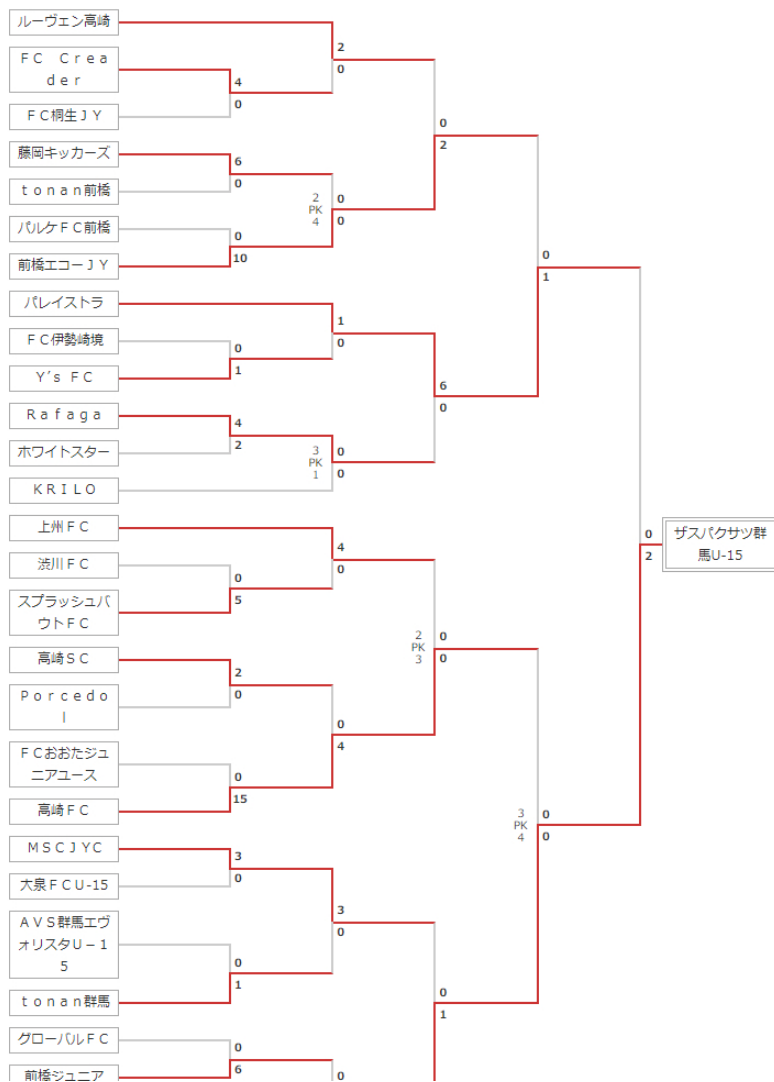 ルーヴェン高崎
2
ＦＣ Ｃｒｅａ
ｄｅｒ
4
0
0
ＦＣ桐生ＪＹ
0
2
藤岡キッカーズ
6
ｔｏｎａｎ前橋
0
2
PK
4
0
0
パルケＦＣ前橋
0
前橋エコーＪＹ
10
0
1
パレイストラ
1
ＦＣ伊勢崎境
0
0
Y´s FC
1
6
0
Ｒａｆａｇａ
4
ホワイトスター
2
3
PK
1
0
0
ＫＲＩＬＯ
上州ＦＣ
4
渋川ＦＣ
0
0
スプラッシュバ
ウトＦＣ
5
0
2
ザスパクサツ群
馬U-15
高崎ＳＣ
2
Ｐｏｒｃｅｄｏ
ｌ
0
2
PK
3
0
0
ＦＣおおたジュ
ニアユース
0
0
4
高崎ＦＣ
15
3
PK
4
0
0
ＭＳＣＪＹＣ
3
大泉ＦＣU-15
0
ＡＶＳ群馬エヴ
ォリスタＵ－１
５
3
0
0
ｔｏｎａｎ群馬
1
0
1
グローバルＦＣ
0
前橋ジュニア
6
0